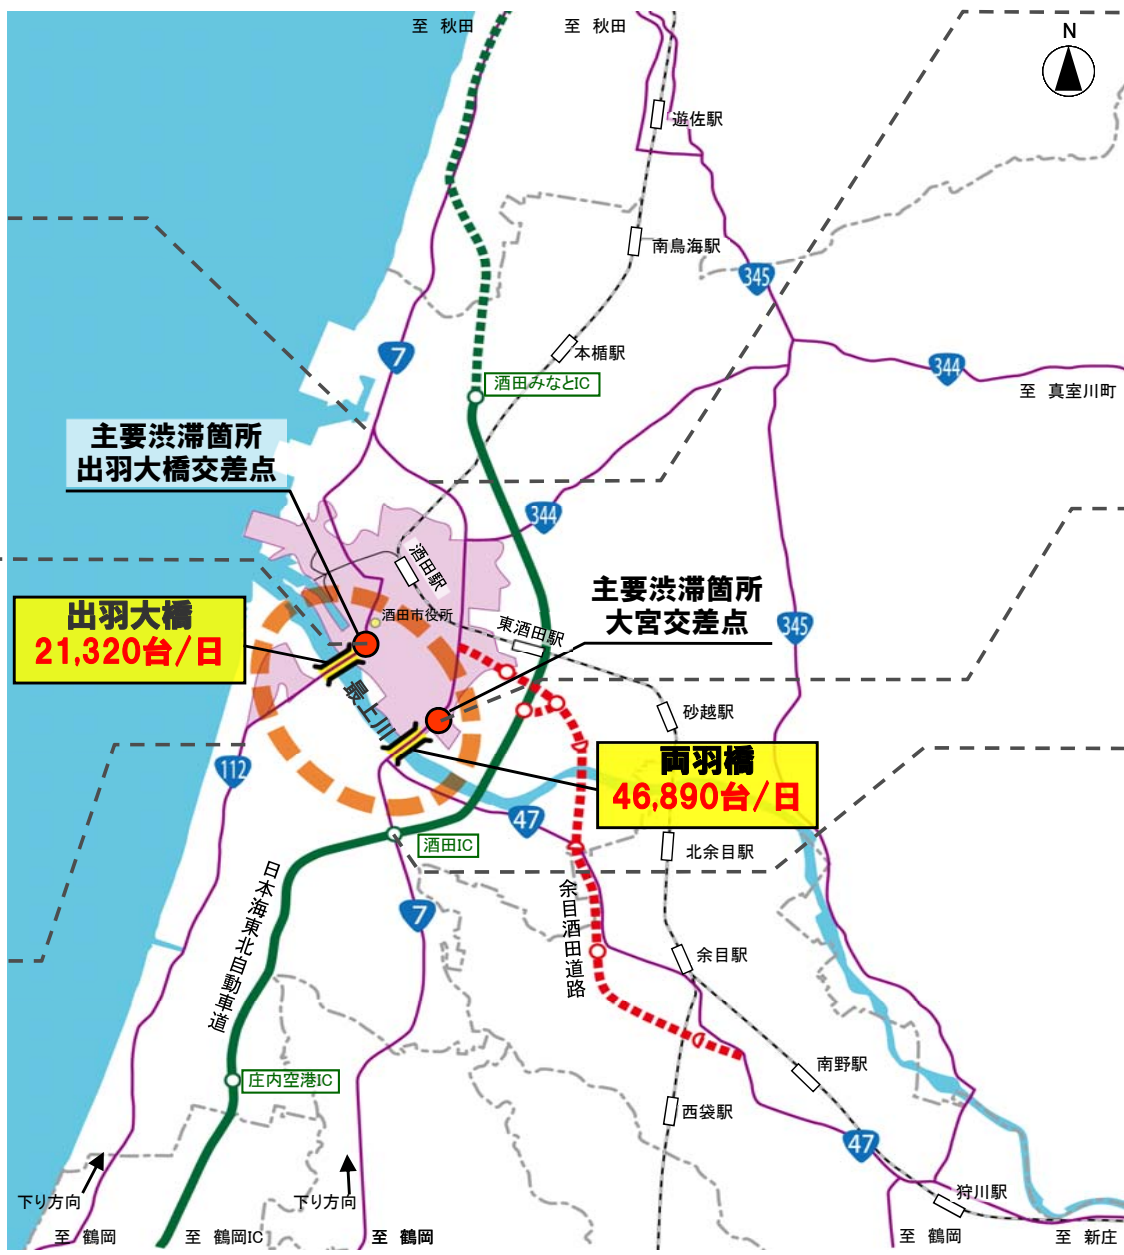 至 秋田
至 秋田
N
遊佐駅
南鳥海駅
345
7
本楯駅
344
酒田みなとIC
至 真室川町
主要渋滞箇所
出羽大橋交差点
344
酒田駅
主要渋滞箇所
大宮交差点
出羽大橋
21,320台/日
酒田市役所
東酒田駅
345
最上川
砂越駅
112
両羽橋
46,890台/日
47
酒田IC
北余目駅
日本海東北自動車道
余目酒田道路
7
余目駅
南野駅
庄内空港IC
西袋駅
47
下り方向
下り方向
狩川駅
至 鶴岡
至 鶴岡IC
至 鶴岡
至 鶴岡
至 新庄